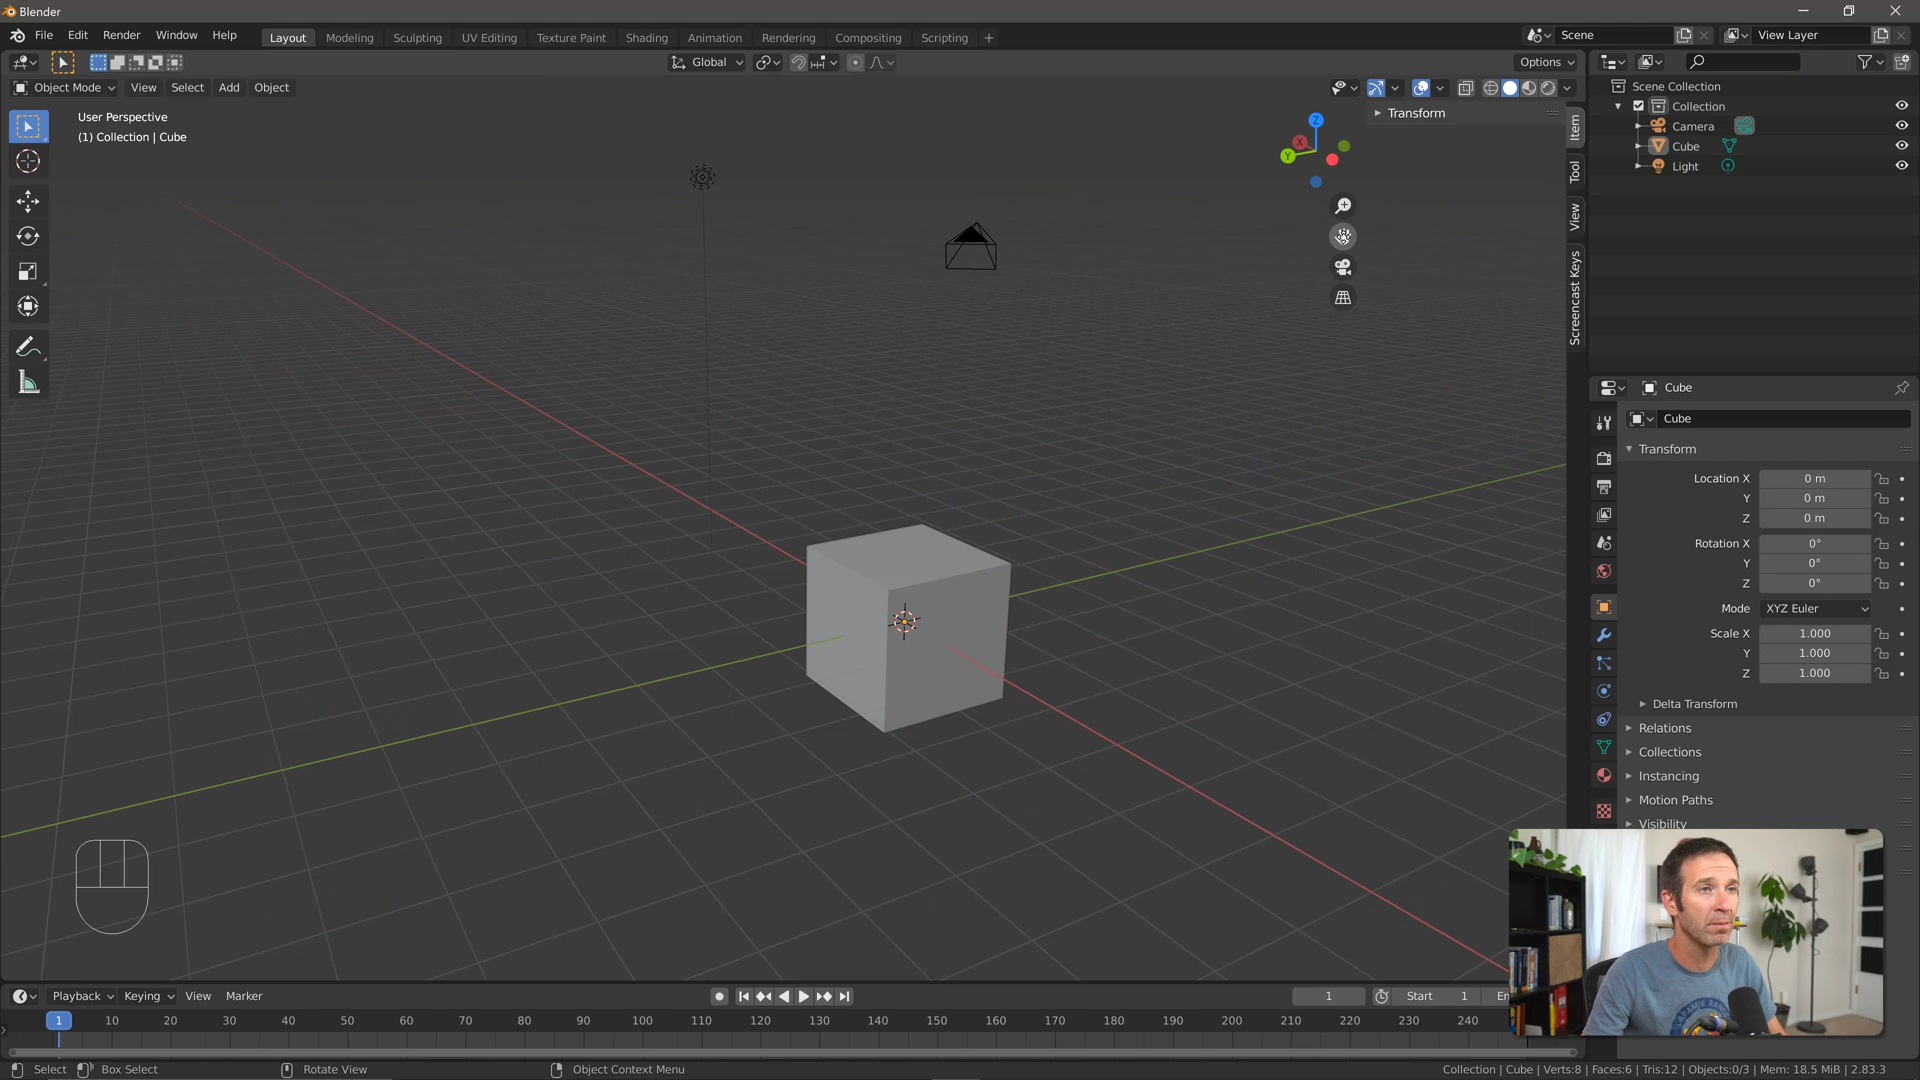 Blender
File Edit Render Window Help Layout Modeling Sculpting UV Editing Texture Paint Shading Animation Rendering Compositing Scripting + Scene View Layer
Global Options
Object Mode View Select Add Object
User Perspective
(1) Collection | Cube
Transform
Z
X
Y
Item
Tool
View
Screencast Keys
Scene Collection
Collection
Camera
Cube
Light
Cube
Cube
Transform
Location X 0 m
Y 0 m
Z 0 m
Rotation X 0°
Y 0°
Z 0°
Mode XYZ Euler
Scale X 1.000
Y 1.000
Z 1.000
Delta Transform
Relations
Collections
Instancing
Motion Paths
Visibility
Playback Keying View Marker 1 Start 1 En
1 10 20 30 40 50 60 70 80 90 100 110 120 130 140 150 160 170 180 190 200 210 220 230 240
Select Box Select Rotate View Object Context Menu Collection | Cube | Verts:8 | Faces:6 | Tris:12 | Objects:0/3 | Mem: 18.5 MiB | 2.83.3